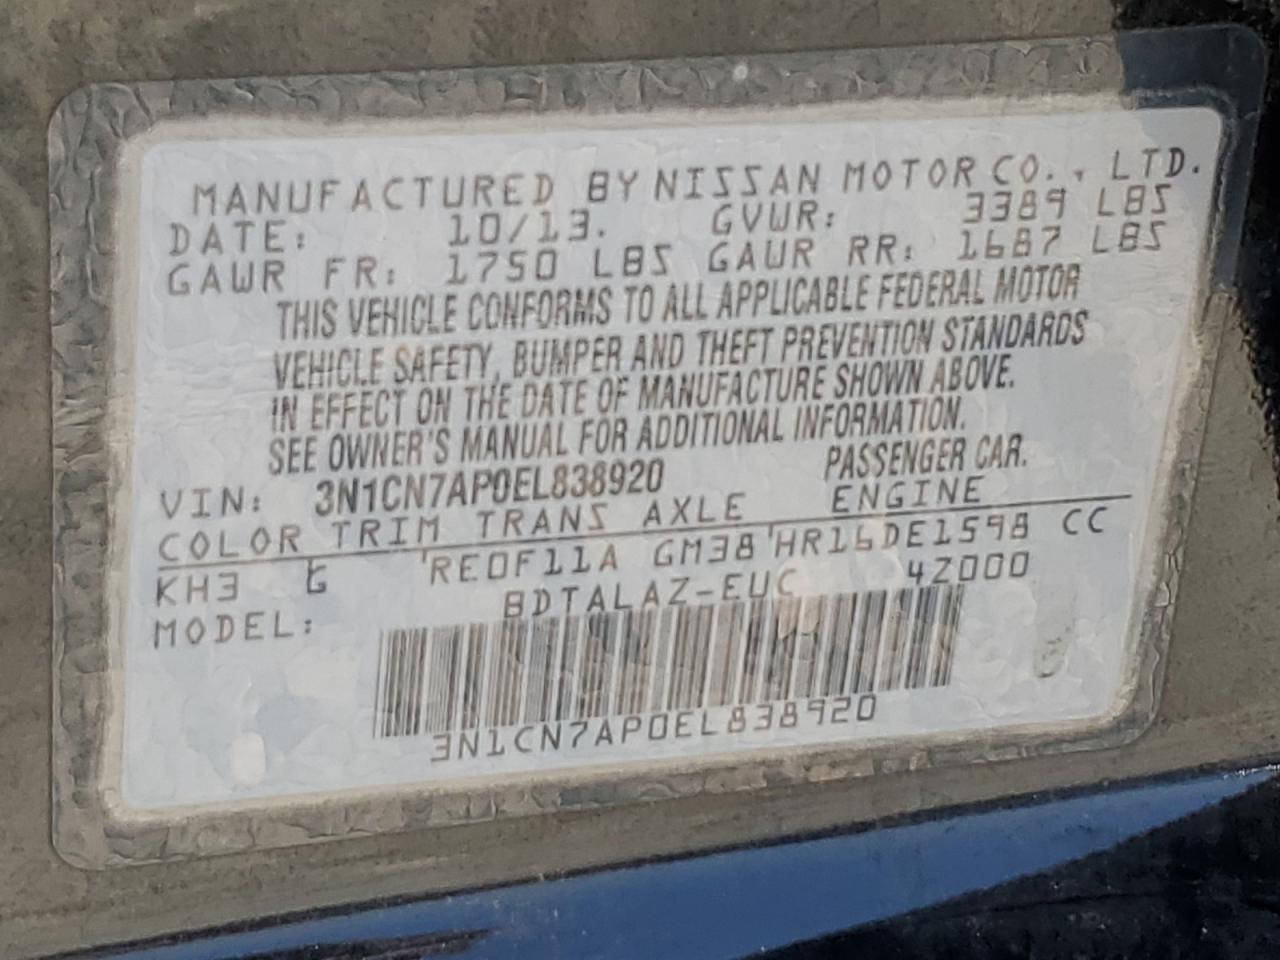 MANUFACTURED BY NISSAN MOTOR CO., LTD.
DATE: 10/13. GVWR: 3389 LBS
GAWR FR: 1750 LBS GAWR RR: 1687 LBS
THIS VEHICLE CONFORMS TO ALL APPLICABLE FEDERAL MOTOR
VEHICLE SAFETY, BUMPER AND THEFT PREVENTION STANDARDS
IN EFFECT ON THE DATE OF MANUFACTURE SHOWN ABOVE.
SEE OWNER'S MANUAL FOR ADDITIONAL INFORMATION.
VIN: 3N1CN7AP0EL838920 PASSENGER CAR.
COLOR TRIM TRANS AXLE ENGINE
KH3 G RE0F11A GM38 HR16DE1598 CC
MODEL: BDTALAZ-EUC 42000
3N1CN7AP0EL838920